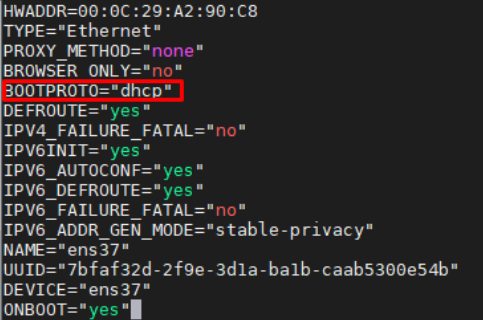 HWADDR=00:0C:29:A2:90:C8
TYPE="Ethernet"
PROXY_METHOD="none"
BROWSER_ONLY="no"
BOOTPROTO="dhcp"
DEFROUTE="yes"
IPV4_FAILURE_FATAL="no"
IPV6INIT="yes"
IPV6_AUTOCONF="yes"
IPV6_DEFROUTE="yes"
IPV6_FAILURE_FATAL="no"
IPV6_ADDR_GEN_MODE="stable-privacy"
NAME="ens37"
UUID="7bfaf32d-2f9e-3d1a-ba1b-caab5300e54b"
DEVICE="ens37"
ONBOOT="yes"